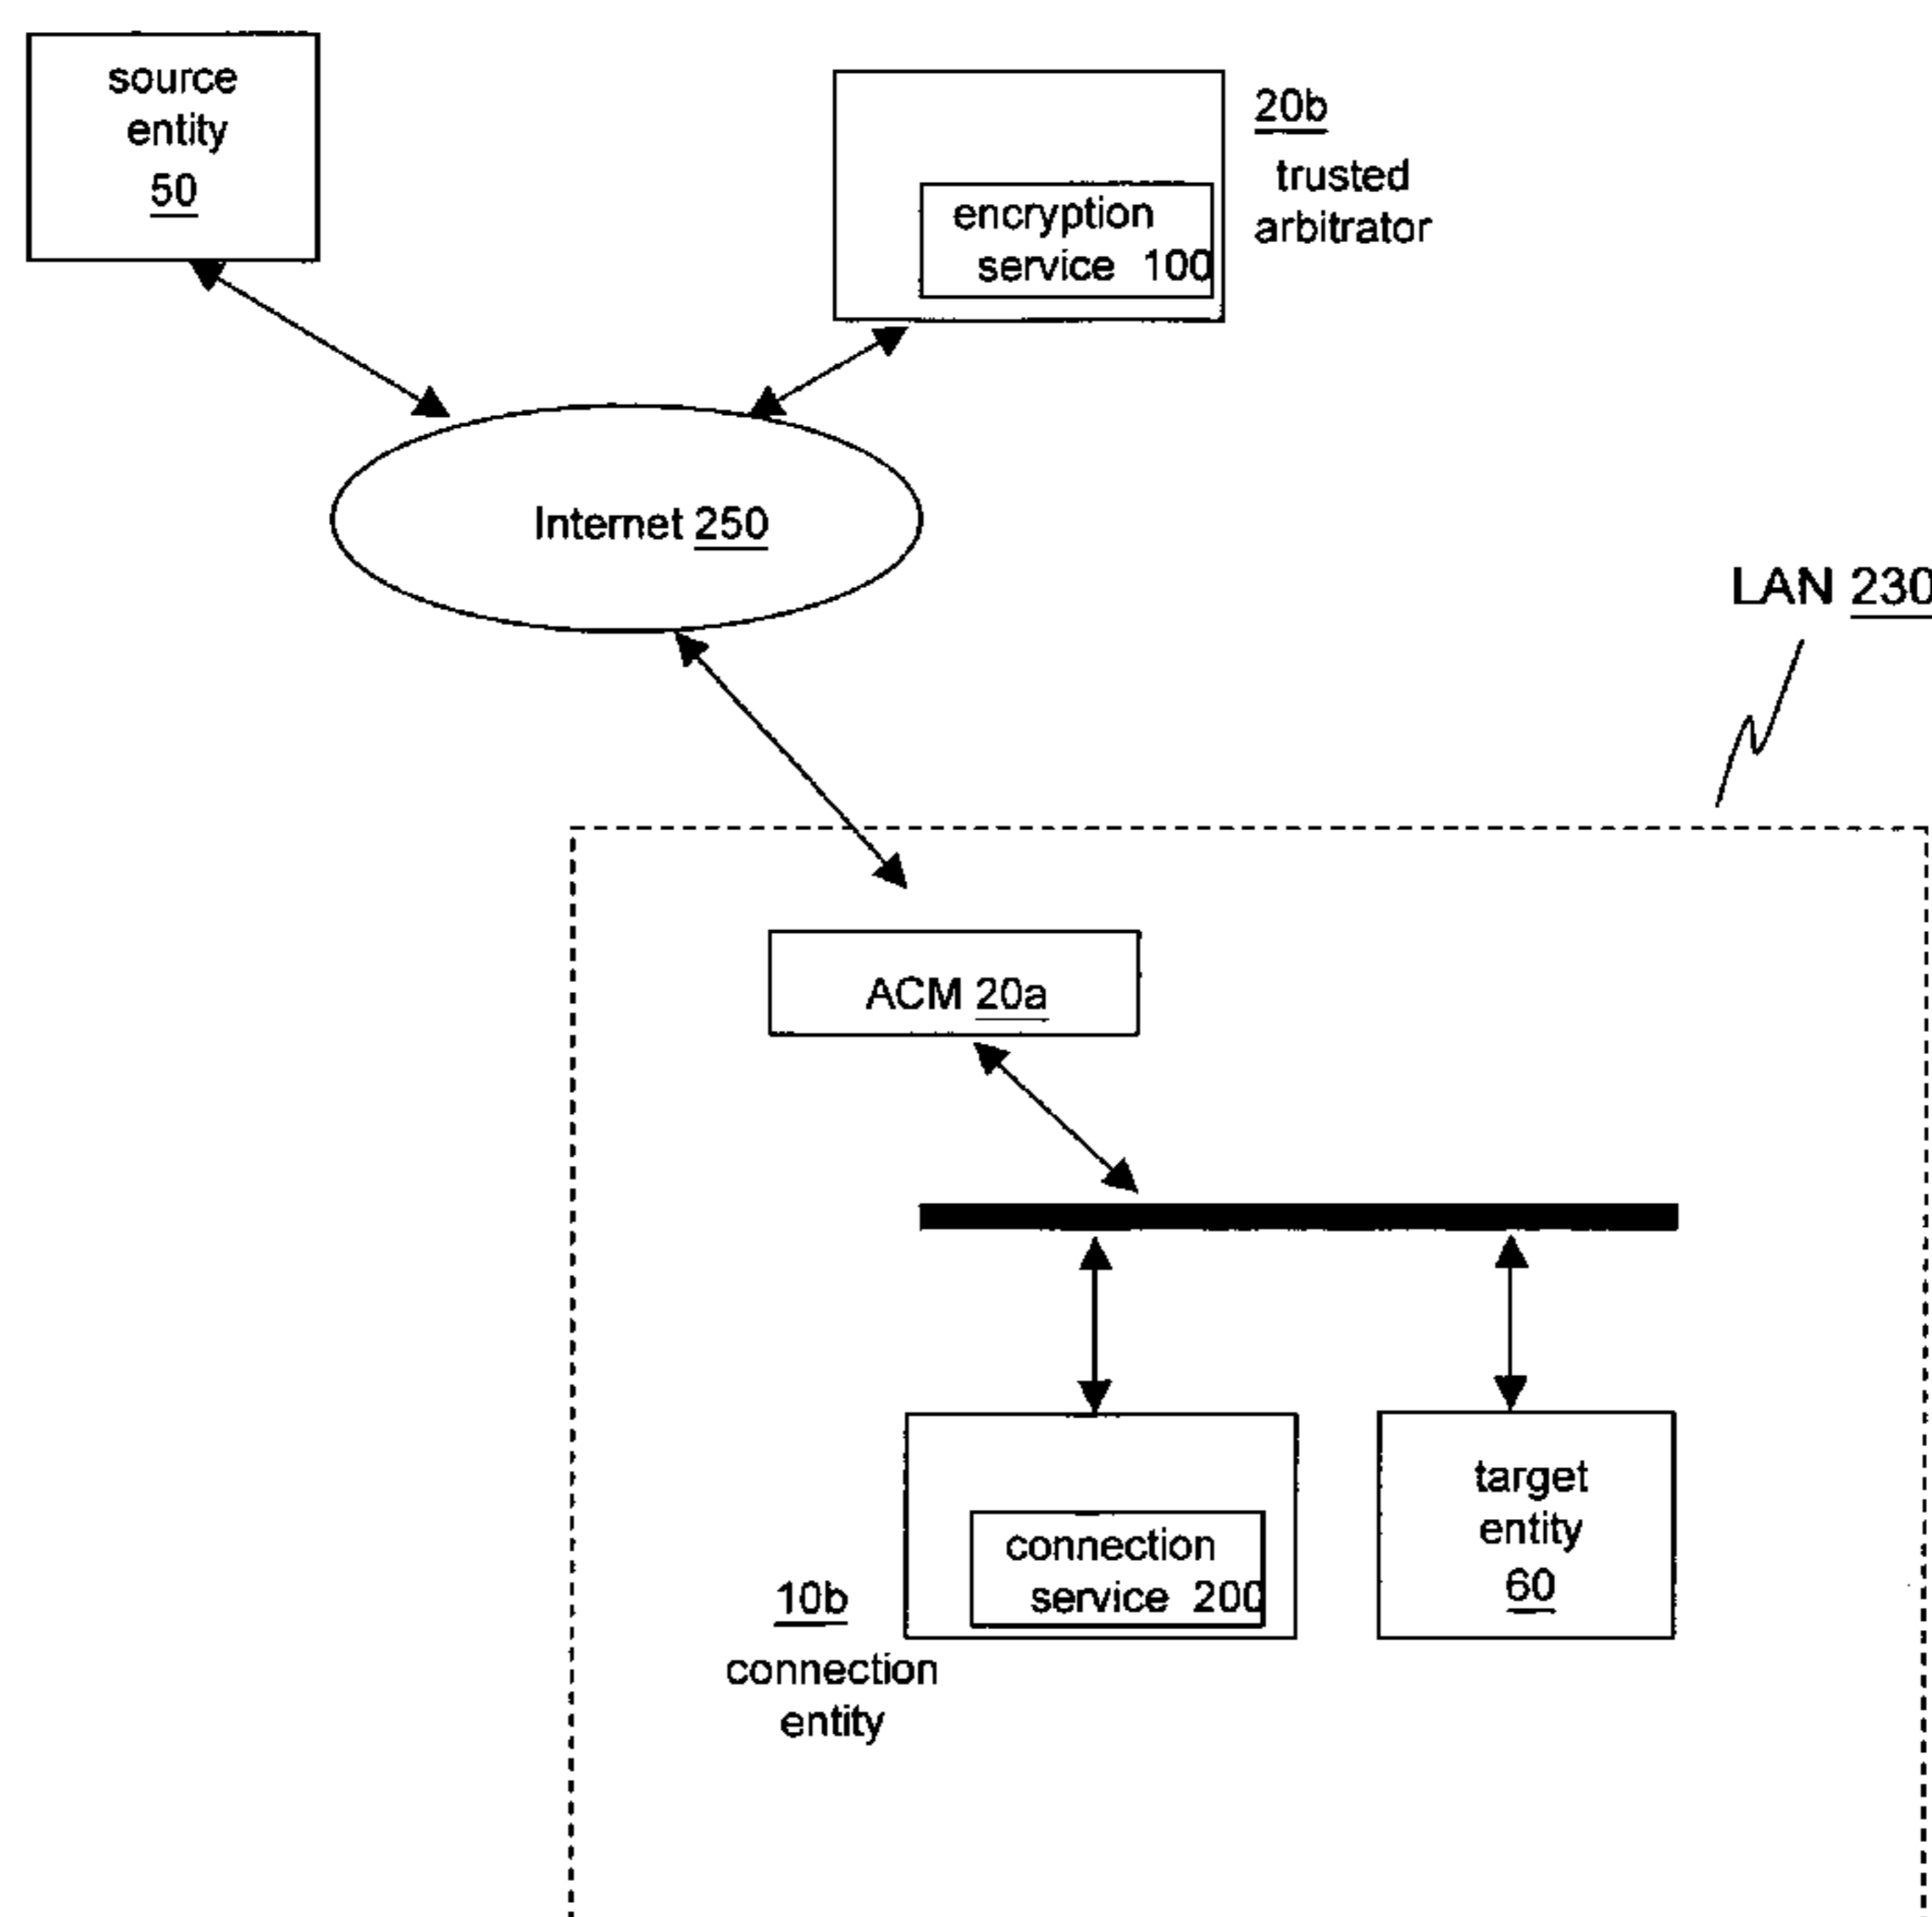 source
entity
50
20b
trusted
arbitrator
encryption
service 100
Internet 250
LAN 230
ACM 20a
connection
service 200
10b
connection
entity
target
entity
60